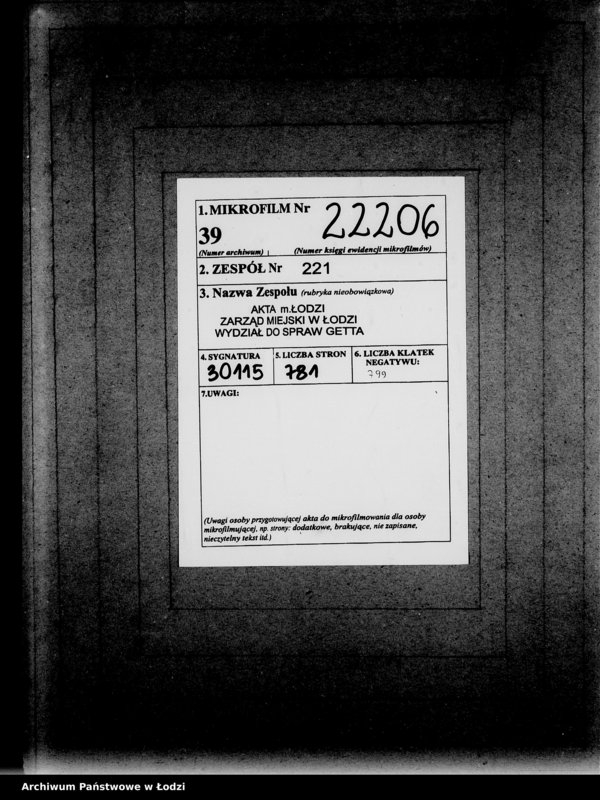 1. MIKROFILM Nr 22206
39
(Numer archiwum) (Numer księgi ewidencji mikrofilmów)
2. ZESPÓŁ Nr 221
3. Nazwa Zespołu (rubryka nieobowiązkowa)
AKTA m.ŁODZI
ZARZĄD MIEJSKI W ŁODZI
WYDZIAŁ DO SPRAW GETTA
4. SYGNATURA 5. LICZBA STRON 6. LICZBA KLATEK
NEGATYWU:
30115 781 799
7.UWAGI:
(Uwagi osoby przygotowującej akta do mikrofilmowania dla osoby
mikrofilmującej, np. strony: dodatkowe, brakujące, nie zapisane,
nieczytelny tekst itd.)
Archiwum Państwowe w Łodzi